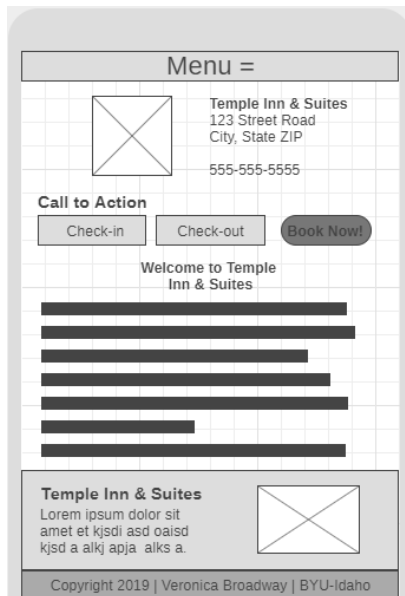 Menu =
Temple Inn & Suites
123 Street Road
City, State ZIP
555-555-5555
Call to Action
Check-in
Check-out
Book Now!
Welcome to Temple
Inn & Suites
Temple Inn & Suites
Lorem ipsum dolor sit
amet et kjsdi asd oaisd
kjsd a alkj apja  alks a.
Copyright 2019 | Veronica Broadway | BYU-Idaho